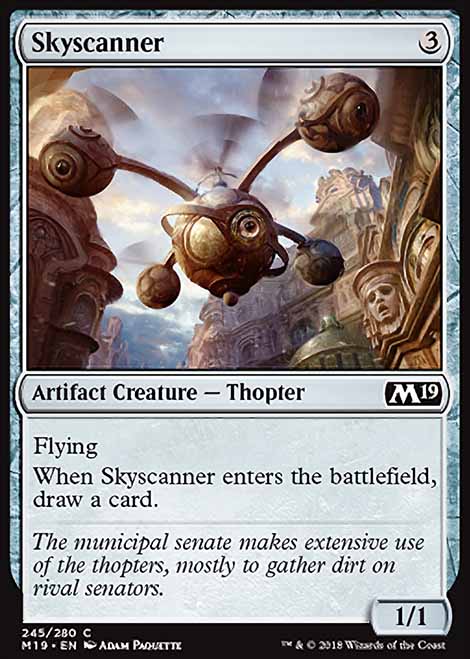 Skyscanner 3
Artifact Creature — Thopter M19
Flying
When Skyscanner enters the battlefield,
draw a card.
The municipal senate makes extensive use
of the thopters, mostly to gather dirt on
rival senators.
1/1
245/280 C
M19 • EN Adam Paquette
™ & © 2018 Wizards of the Coast